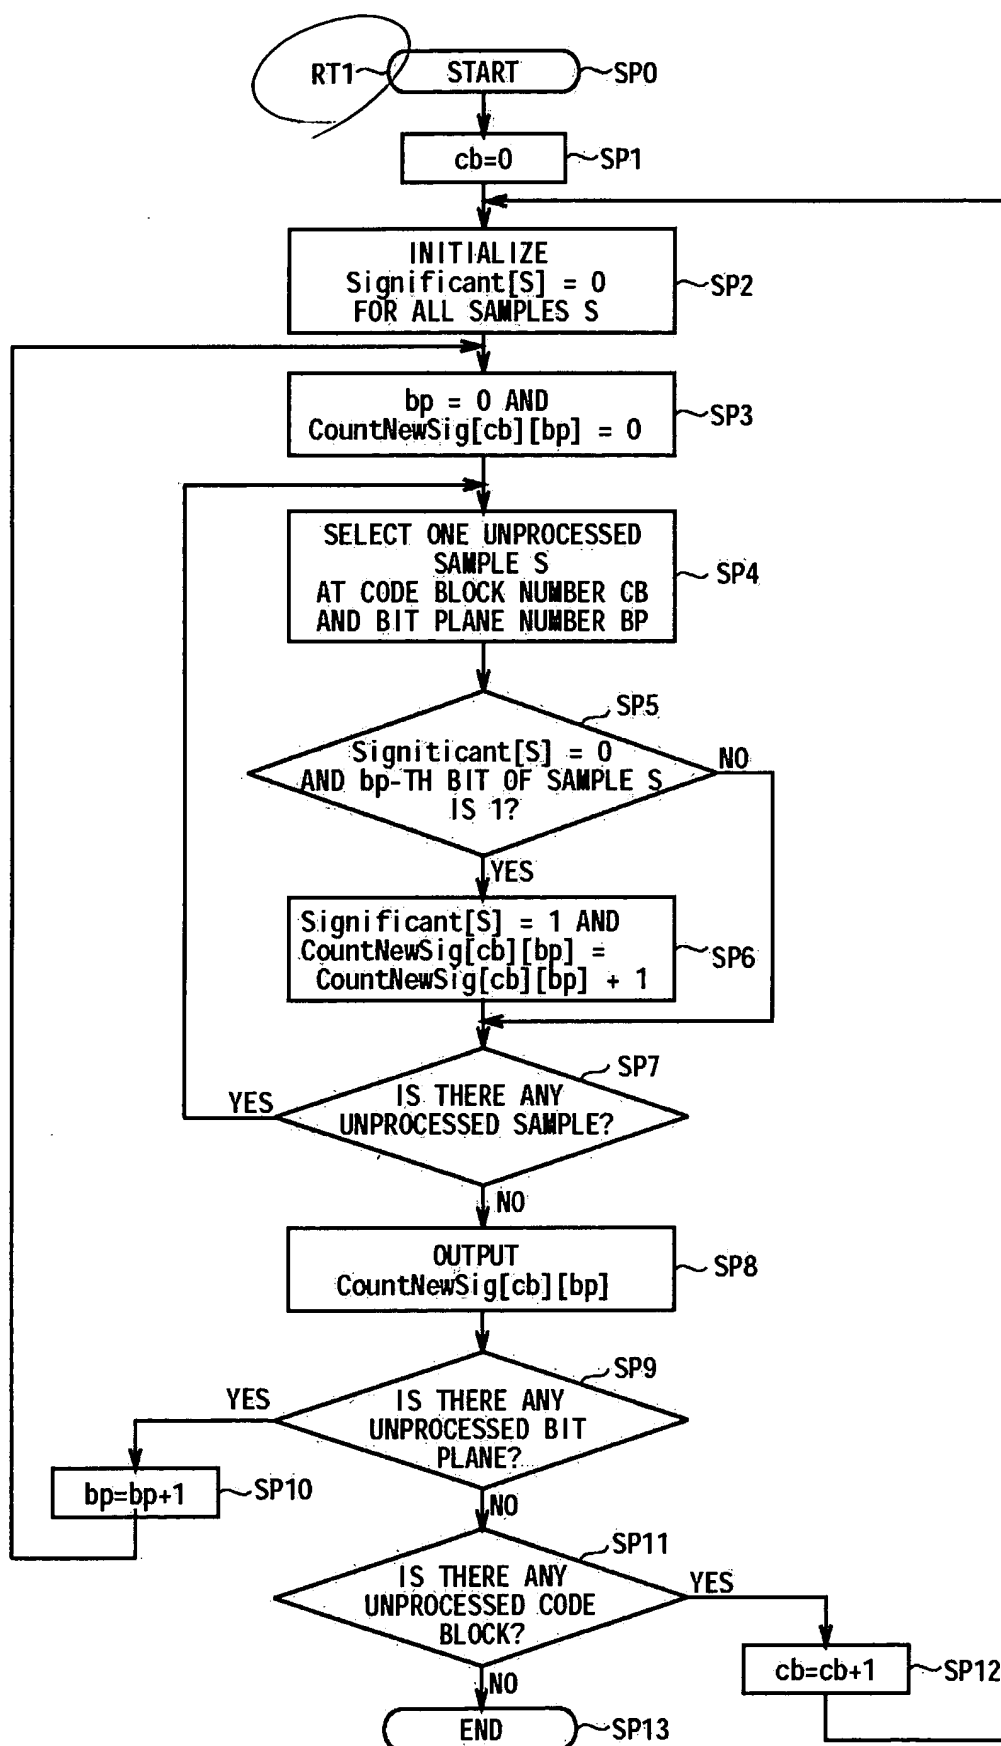 RT1 START SP0
cb=0 SP1
INITIALIZE
Significant[S] = 0 SP2
FOR ALL SAMPLES S
bp = 0 AND
CountNewSig[cb][bp] = 0 SP3
SELECT ONE UNPROCESSED
SAMPLE S
AT CODE BLOCK NUMBER CB
AND BIT PLANE NUMBER BP
SP4
SP5
Signiticant[S] = 0
AND bp-TH BIT OF SAMPLE S
IS 1?
NO
YES
Significant[S] = 1 AND
CountNewSig[cb][bp] =
CountNewSig[cb][bp] + 1
SP6
SP7
IS THERE ANY
UNPROCESSED SAMPLE?
YES
NO
OUTPUT
CountNewSig[cb][bp]
SP8
SP9
IS THERE ANY
UNPROCESSED BIT
PLANE?
YES
bp=bp+1 SP10
NO
SP11
IS THERE ANY
UNPROCESSED CODE
BLOCK?
YES
cb=cb+1 SP12
NO
END SP13